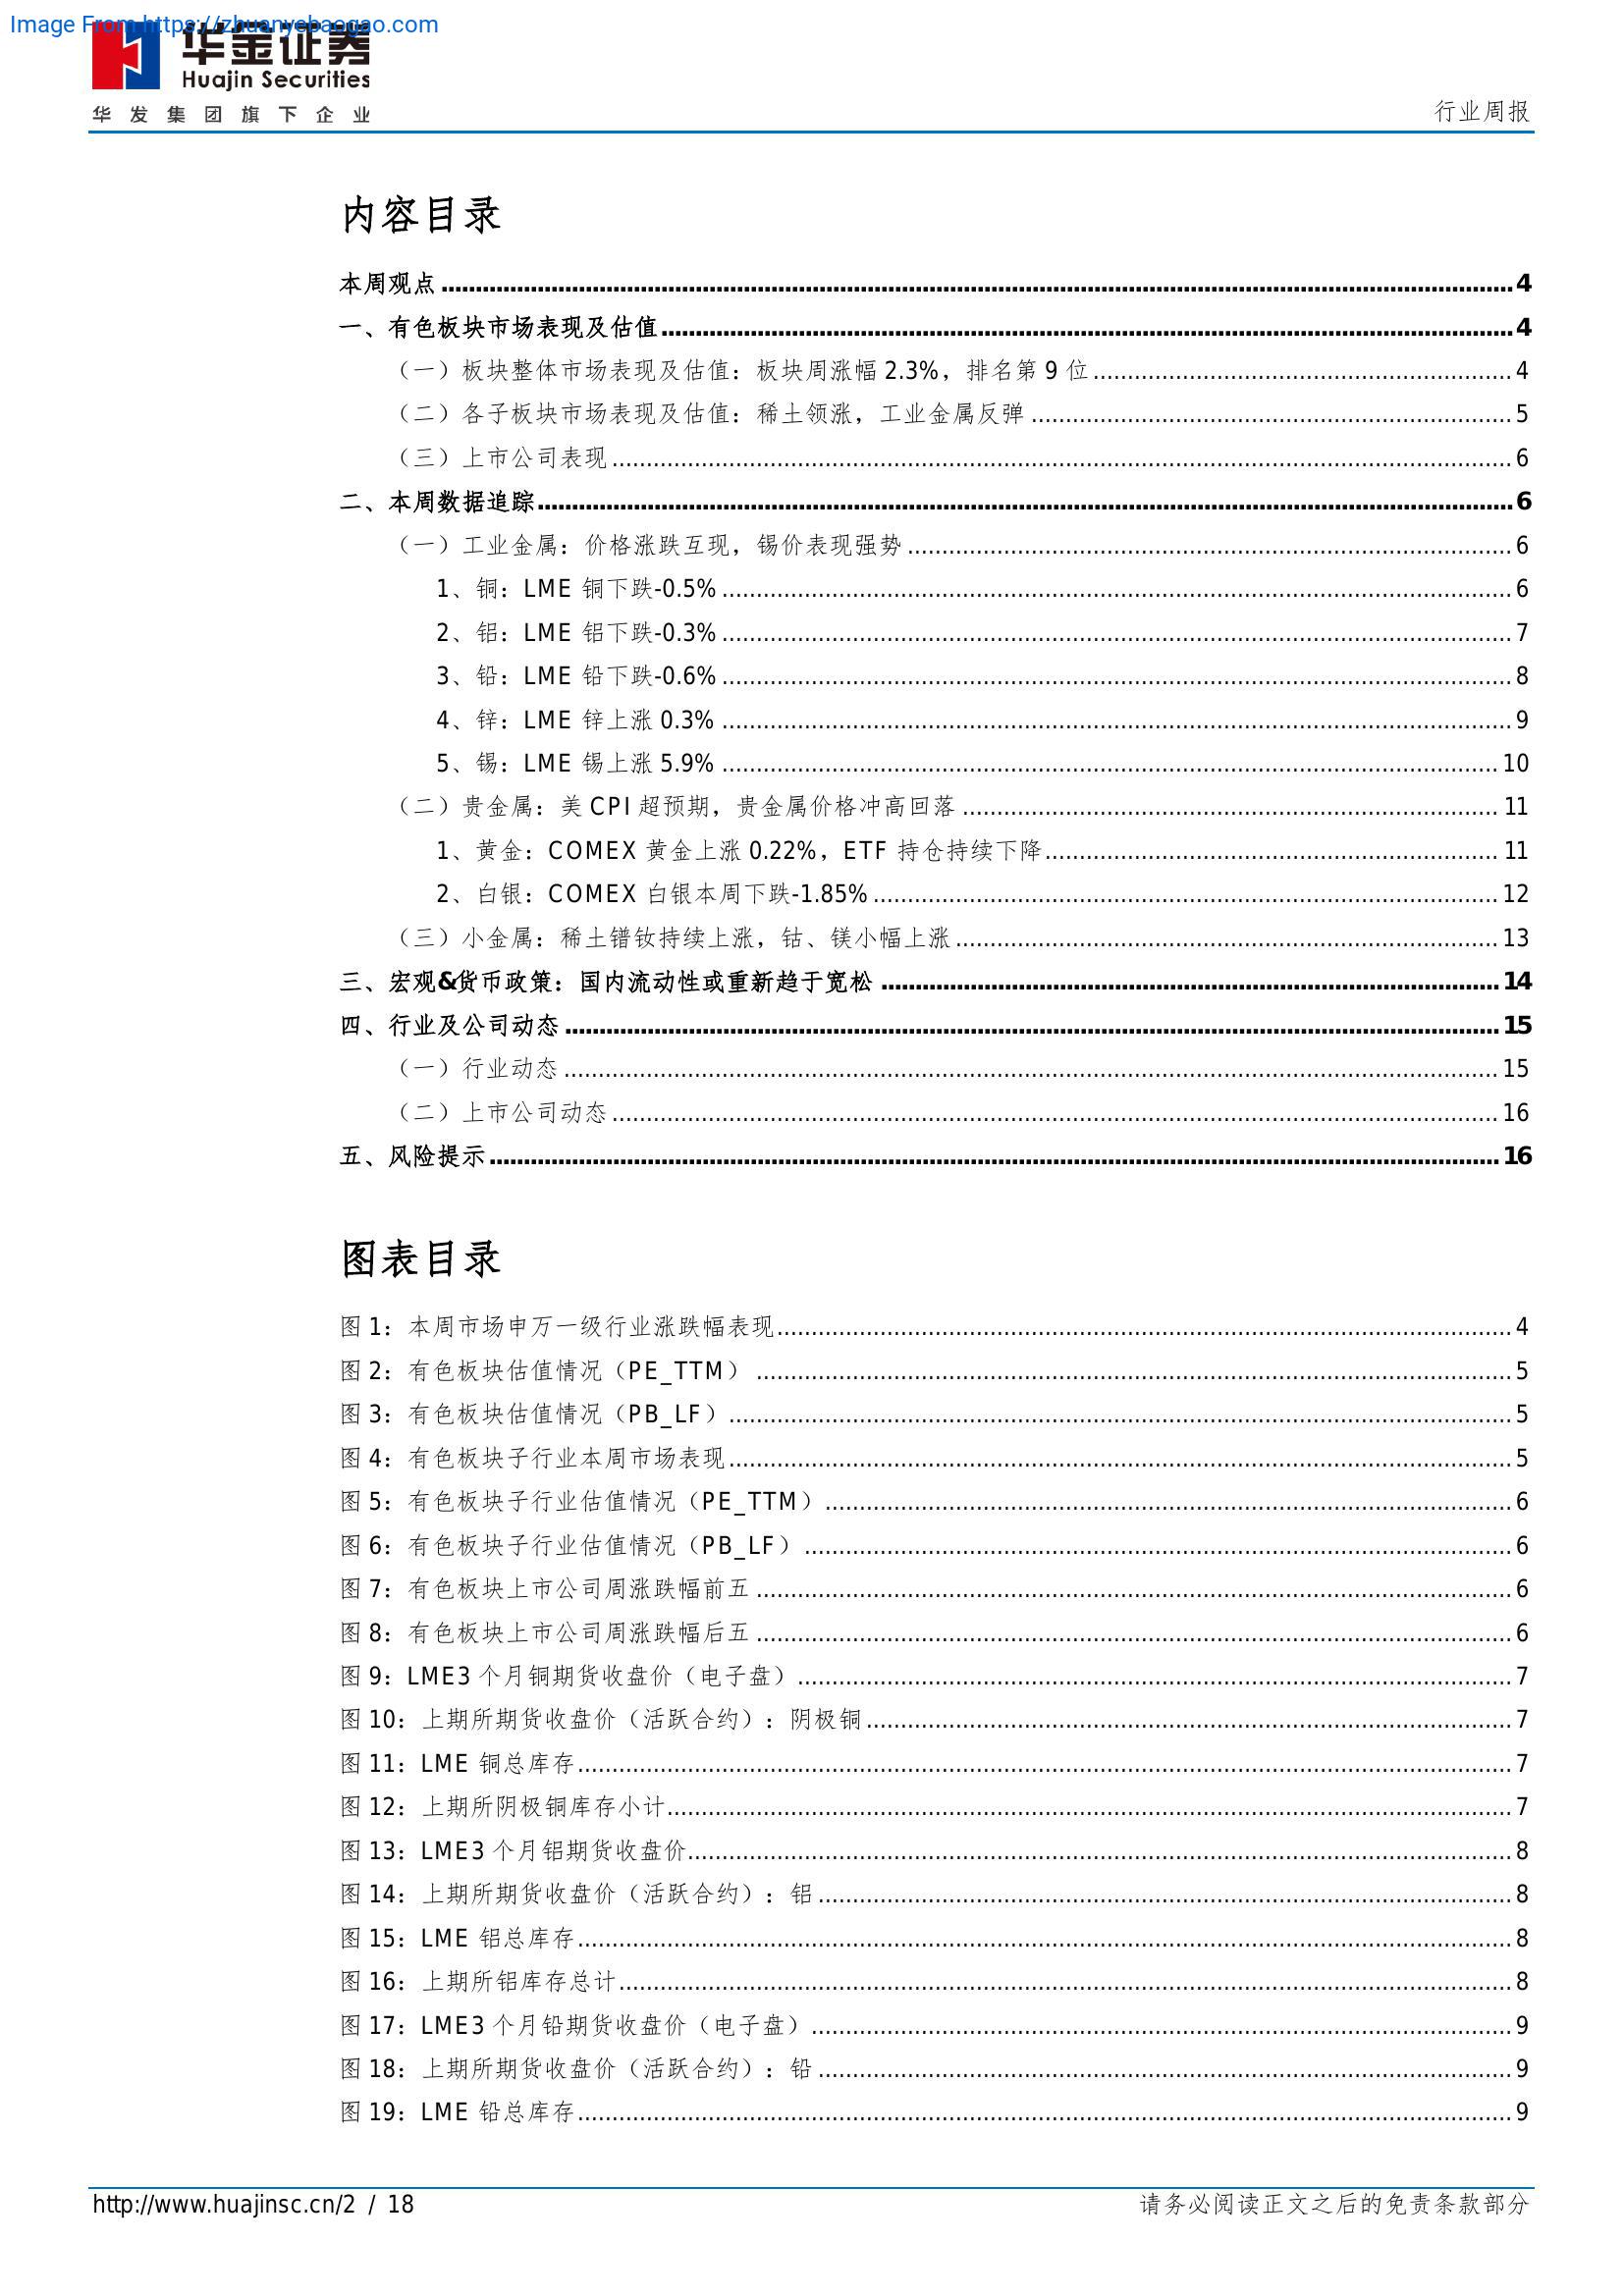 Image From https://zhuanyebaogao.com
华金证券
Huajin Securities
华发集团旗下企业
行业周报
内容目录
本周观点 4
一、有色板块市场表现及估值 4
（一）板块整体市场表现及估值：板块周涨幅 2.3%，排名第 9 位 4
（二）各子板块市场表现及估值：稀土领涨，工业金属反弹 5
（三）上市公司表现 6
二、本周数据追踪 6
（一）工业金属：价格涨跌互现，锡价表现强势 6
1、铜：LME 铜下跌-0.5% 6
2、铝：LME 铝下跌-0.3% 7
3、铅：LME 铅下跌-0.6% 8
4、锌：LME 锌上涨 0.3% 9
5、锡：LME 锡上涨 5.9% 10
（二）贵金属：美 CPI 超预期，贵金属价格冲高回落 11
1、黄金：COMEX 黄金上涨 0.22%，ETF 持仓持续下降 11
2、白银：COMEX 白银本周下跌-1.85% 12
（三）小金属：稀土镨钕持续上涨，钴、镁小幅上涨 13
三、宏观&货币政策：国内流动性或重新趋于宽松 14
四、行业及公司动态 15
（一）行业动态 15
（二）上市公司动态 16
五、风险提示 16
图表目录
图 1：本周市场申万一级行业涨跌幅表现 4
图 2：有色板块估值情况（PE_TTM） 5
图 3：有色板块估值情况（PB_LF） 5
图 4：有色板块子行业本周市场表现 5
图 5：有色板块子行业估值情况（PE_TTM） 6
图 6：有色板块子行业估值情况（PB_LF） 6
图 7：有色板块上市公司周涨跌幅前五 6
图 8：有色板块上市公司周涨跌幅后五 6
图 9：LME3 个月铜期货收盘价（电子盘） 7
图 10：上期所期货收盘价（活跃合约）：阴极铜 7
图 11：LME 铜总库存 7
图 12：上期所阴极铜库存小计 7
图 13：LME3 个月铝期货收盘价 8
图 14：上期所期货收盘价（活跃合约）：铝 8
图 15：LME 铝总库存 8
图 16：上期所铝库存总计 8
图 17：LME3 个月铅期货收盘价（电子盘） 9
图 18：上期所期货收盘价（活跃合约）：铅 9
图 19：LME 铅总库存 9
http://www.huajinsc.cn/2 / 18
请务必阅读正文之后的免责条款部分